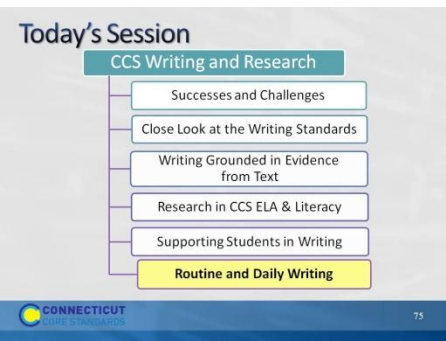 Today's Session
CCS Writing and Research
Successes and Challenges
Close Look at the Writing Standards
Writing Grounded in Evidence
from Text
Research in CCS ELA & Literacy
Supporting Students in Writing
Routine and Daily Writing
CONNECTICUT
CORE STANDARDS
75